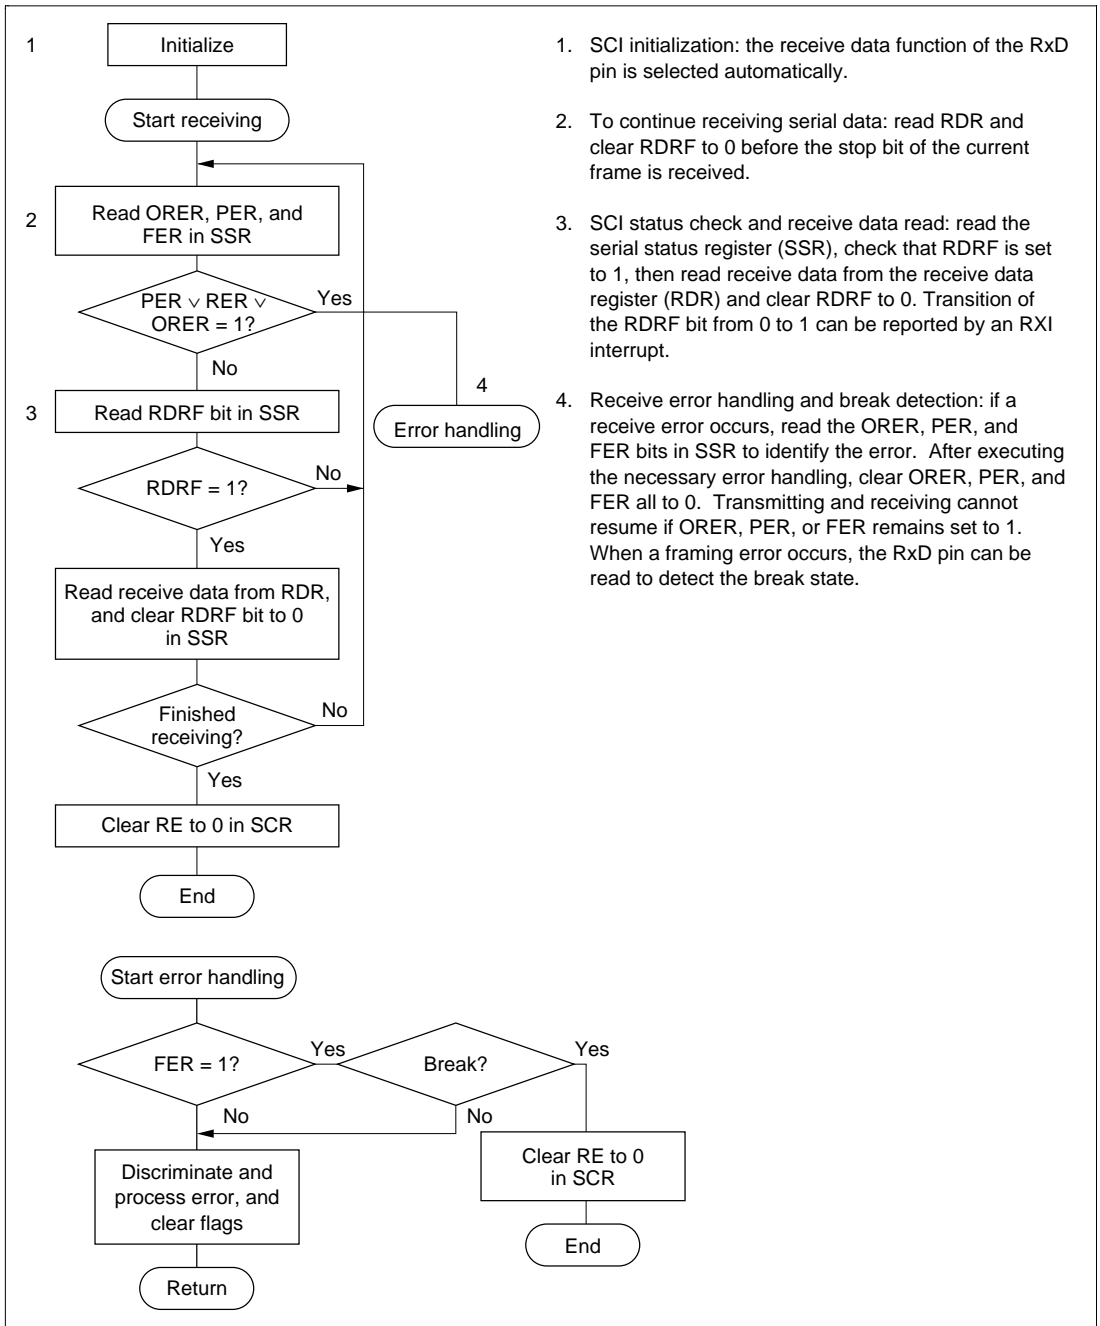 1
Initialize
Start receiving
2
Read ORER, PER, and
FER in SSR
PER ∨ RER ∨
ORER = 1?
Yes
No
4
Error handling
3
Read RDRF bit in SSR
RDRF = 1?
No
Yes
Read receive data from RDR,
and clear RDRF bit to 0
in SSR
Finished
receiving?
No
Yes
Clear RE to 0 in SCR
End
1. SCI initialization: the receive data function of the RxD
pin is selected automatically.
2. To continue receiving serial data: read RDR and
clear RDRF to 0 before the stop bit of the current
frame is received.
3. SCI status check and receive data read: read the
serial status register (SSR), check that RDRF is set
to 1, then read receive data from the receive data
register (RDR) and clear RDRF to 0. Transition of
the RDRF bit from 0 to 1 can be reported by an RXI
interrupt.
4. Receive error handling and break detection: if a
receive error occurs, read the ORER, PER, and
FER bits in SSR to identify the error. After executing
the necessary error handling, clear ORER, PER, and
FER all to 0. Transmitting and receiving cannot
resume if ORER, PER, or FER remains set to 1.
When a framing error occurs, the RxD pin can be
read to detect the break state.
Start error handling
FER = 1?
Yes
Break?
Yes
No
No
Discriminate and
process error, and
clear flags
Return
Clear RE to 0
in SCR
End